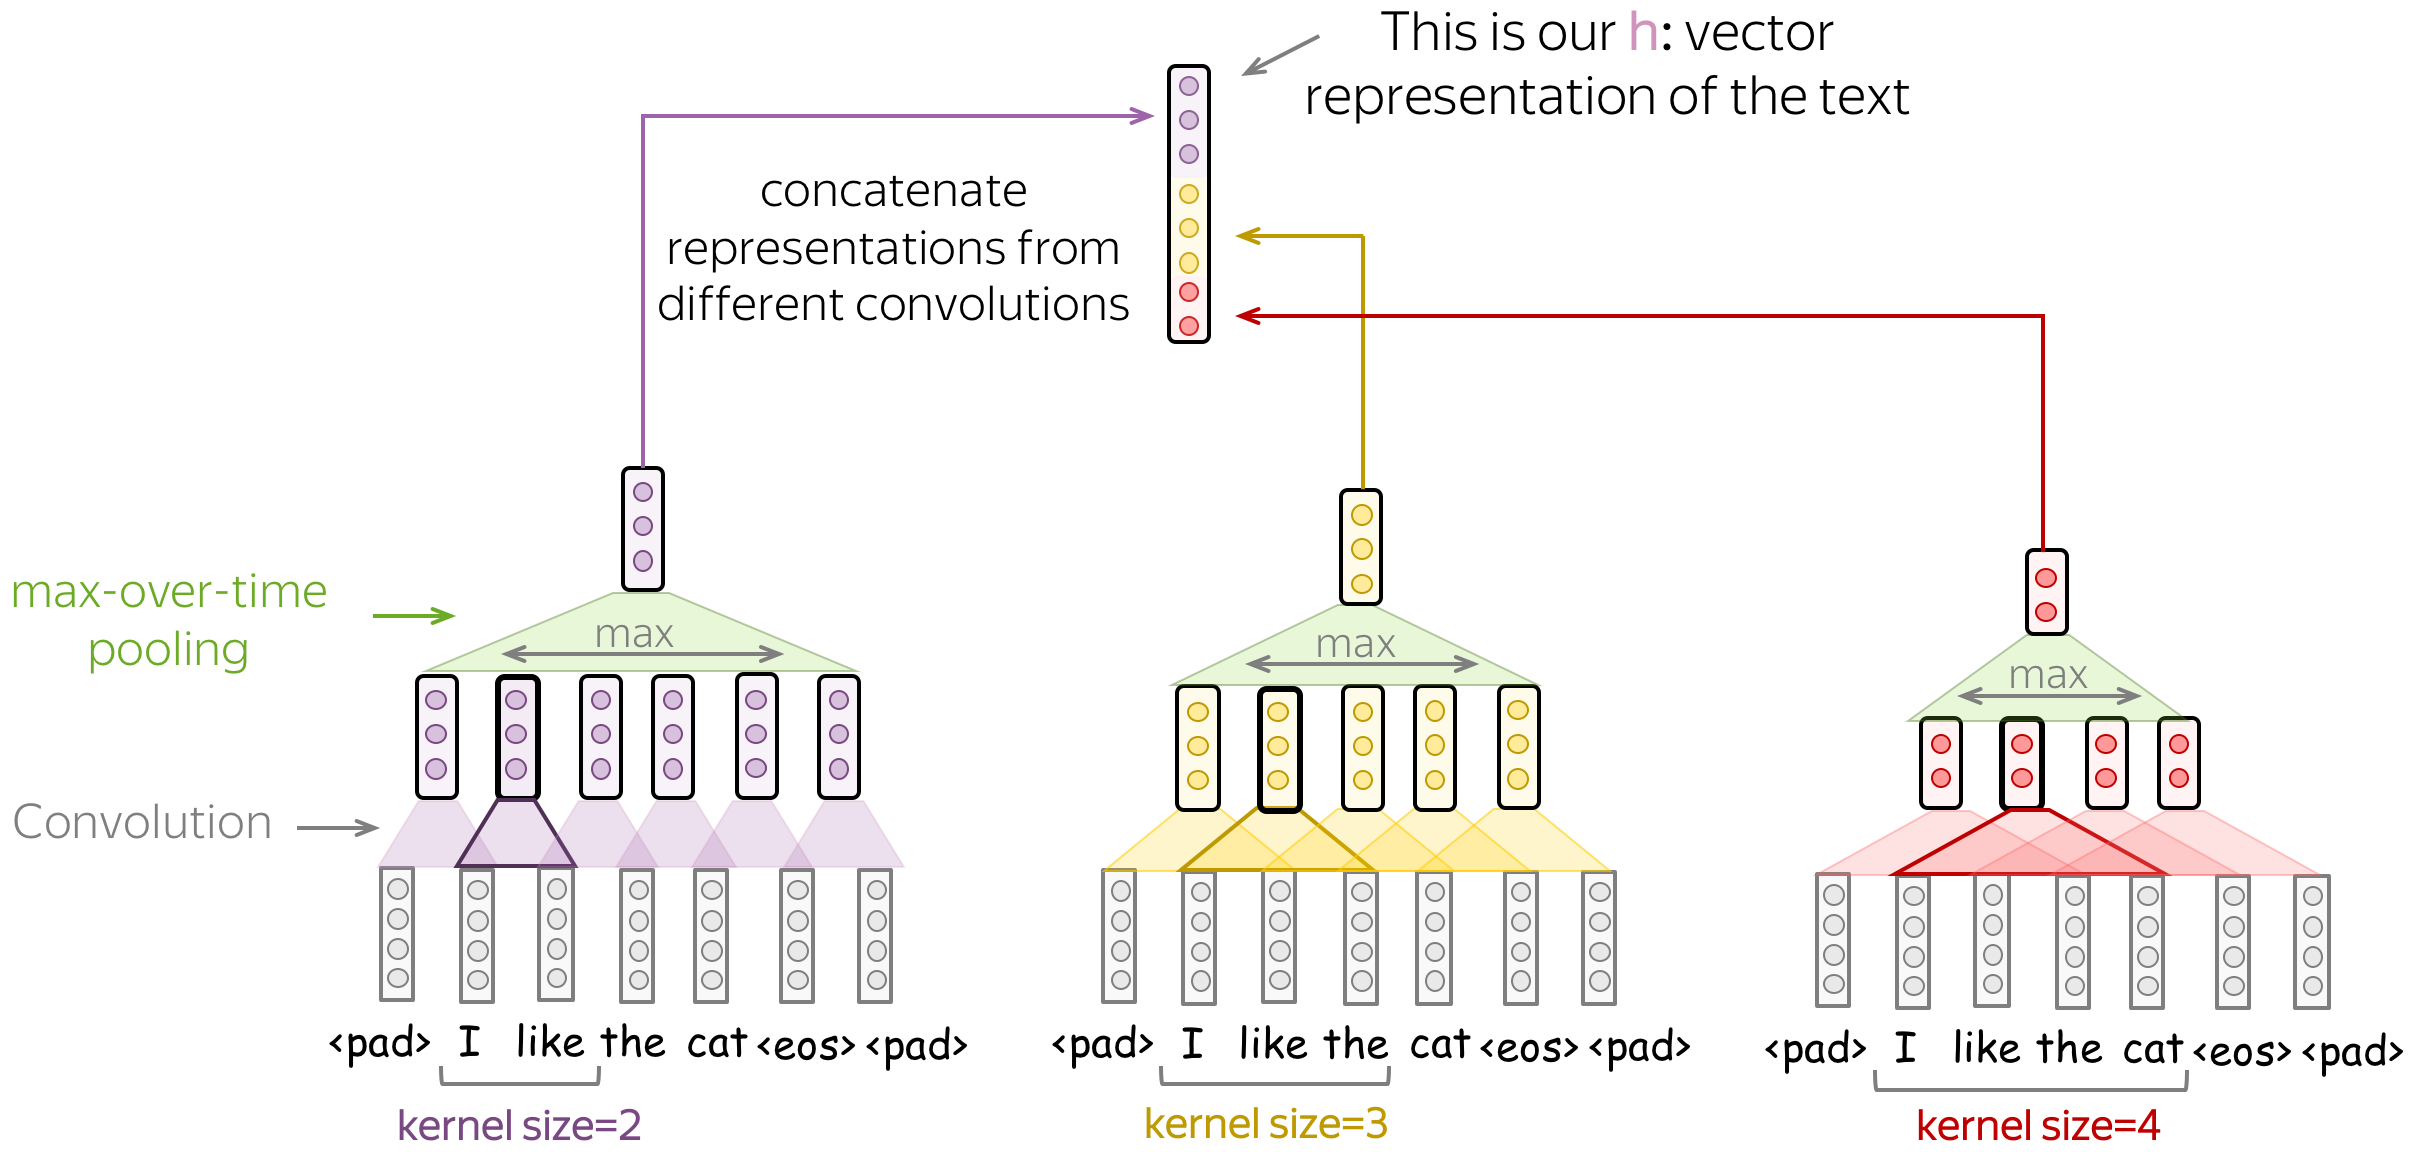 This is our h: vector
representation of the text
concatenate
representations from
different convolutions
max-over-time
pooling
max
max
max
Convolution
<pad> I like the cat <eos> <pad>
<pad> I like the cat <eos> <pad>
<pad> I like the cat <eos> <pad>
kernel size=2
kernel size=3
kernel size=4